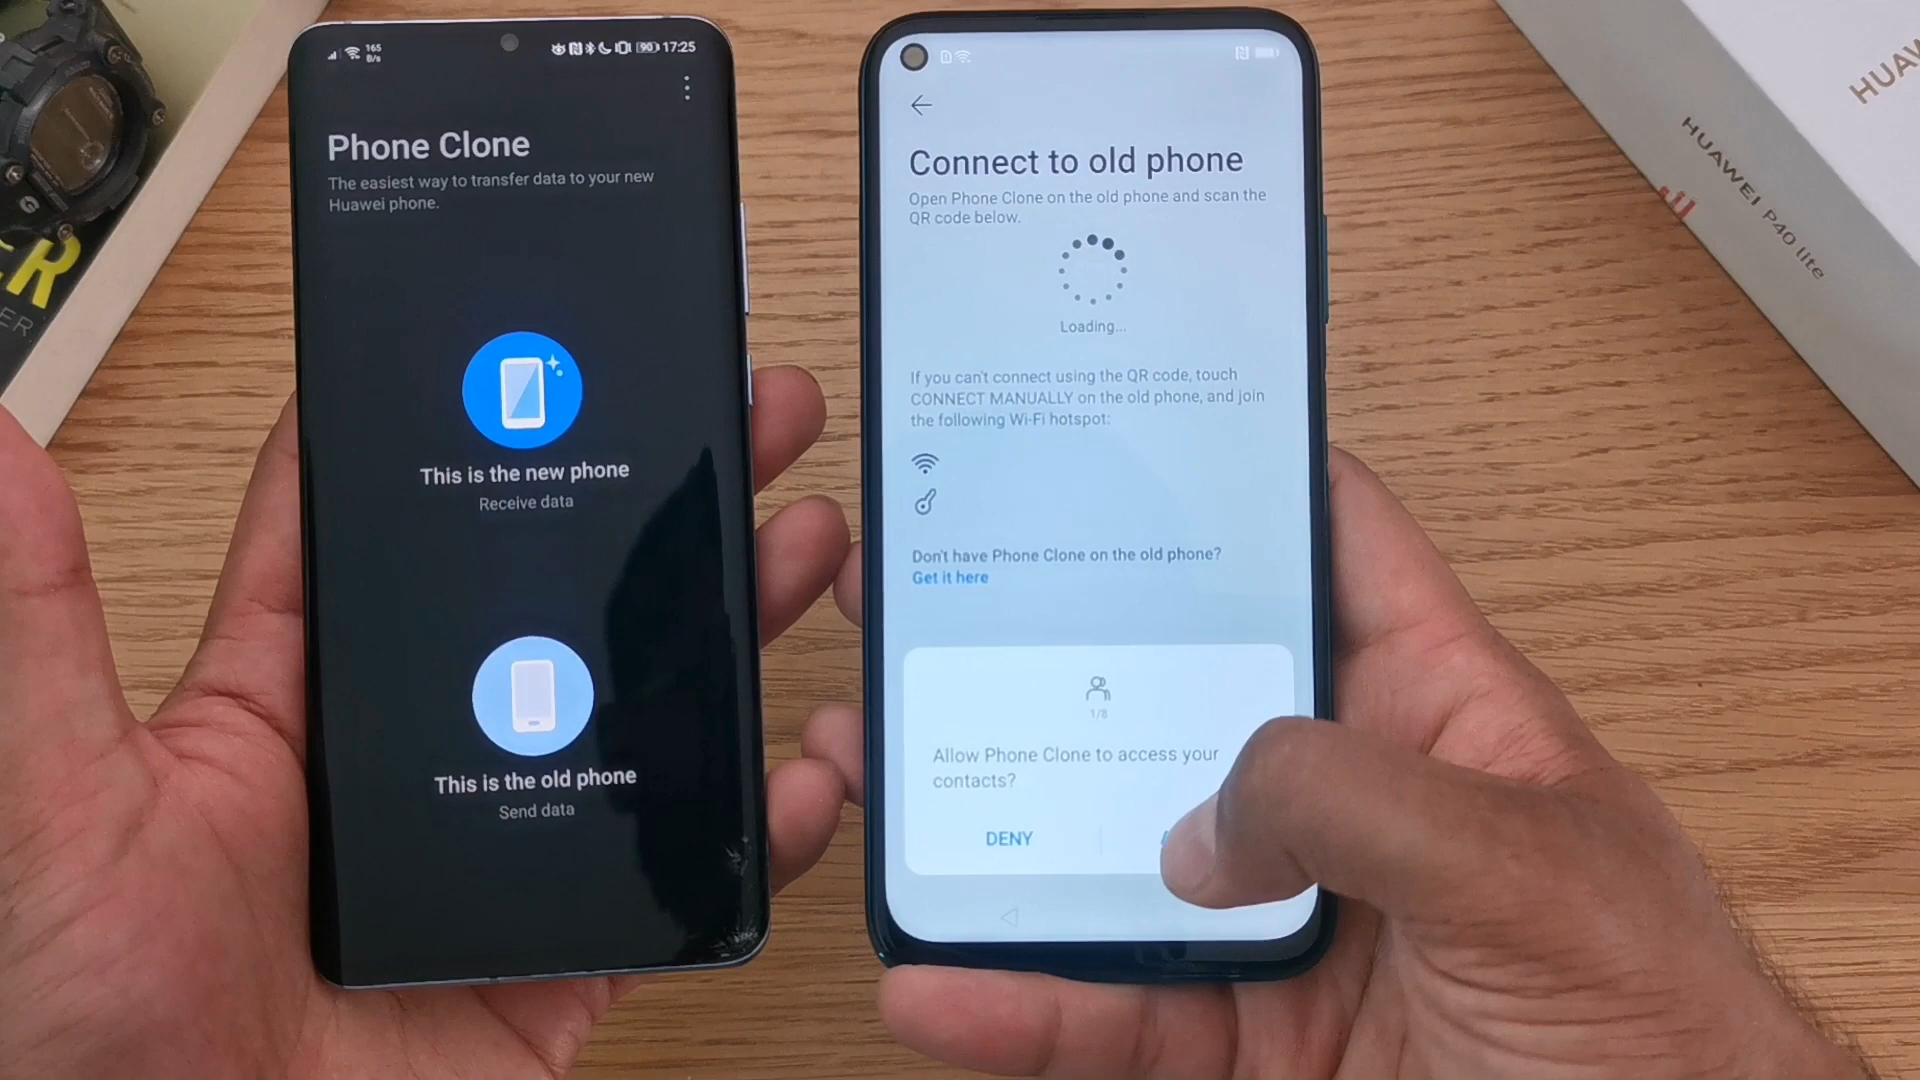 165
B/s
90
17:25
Phone Clone
The easiest way to transfer data to your new
Huawei phone.
This is the new phone
Receive data
This is the old phone
Send data
Connect to old phone
Open Phone Clone on the old phone and scan the
QR code below.
Loading...
If you can't connect using the QR code, touch
CONNECT MANUALLY on the old phone, and join
the following Wi-Fi hotspot:
Don't have Phone Clone on the old phone?
Get it here
1/8
Allow Phone Clone to access your
contacts?
DENY
HUAWEI P40 lite